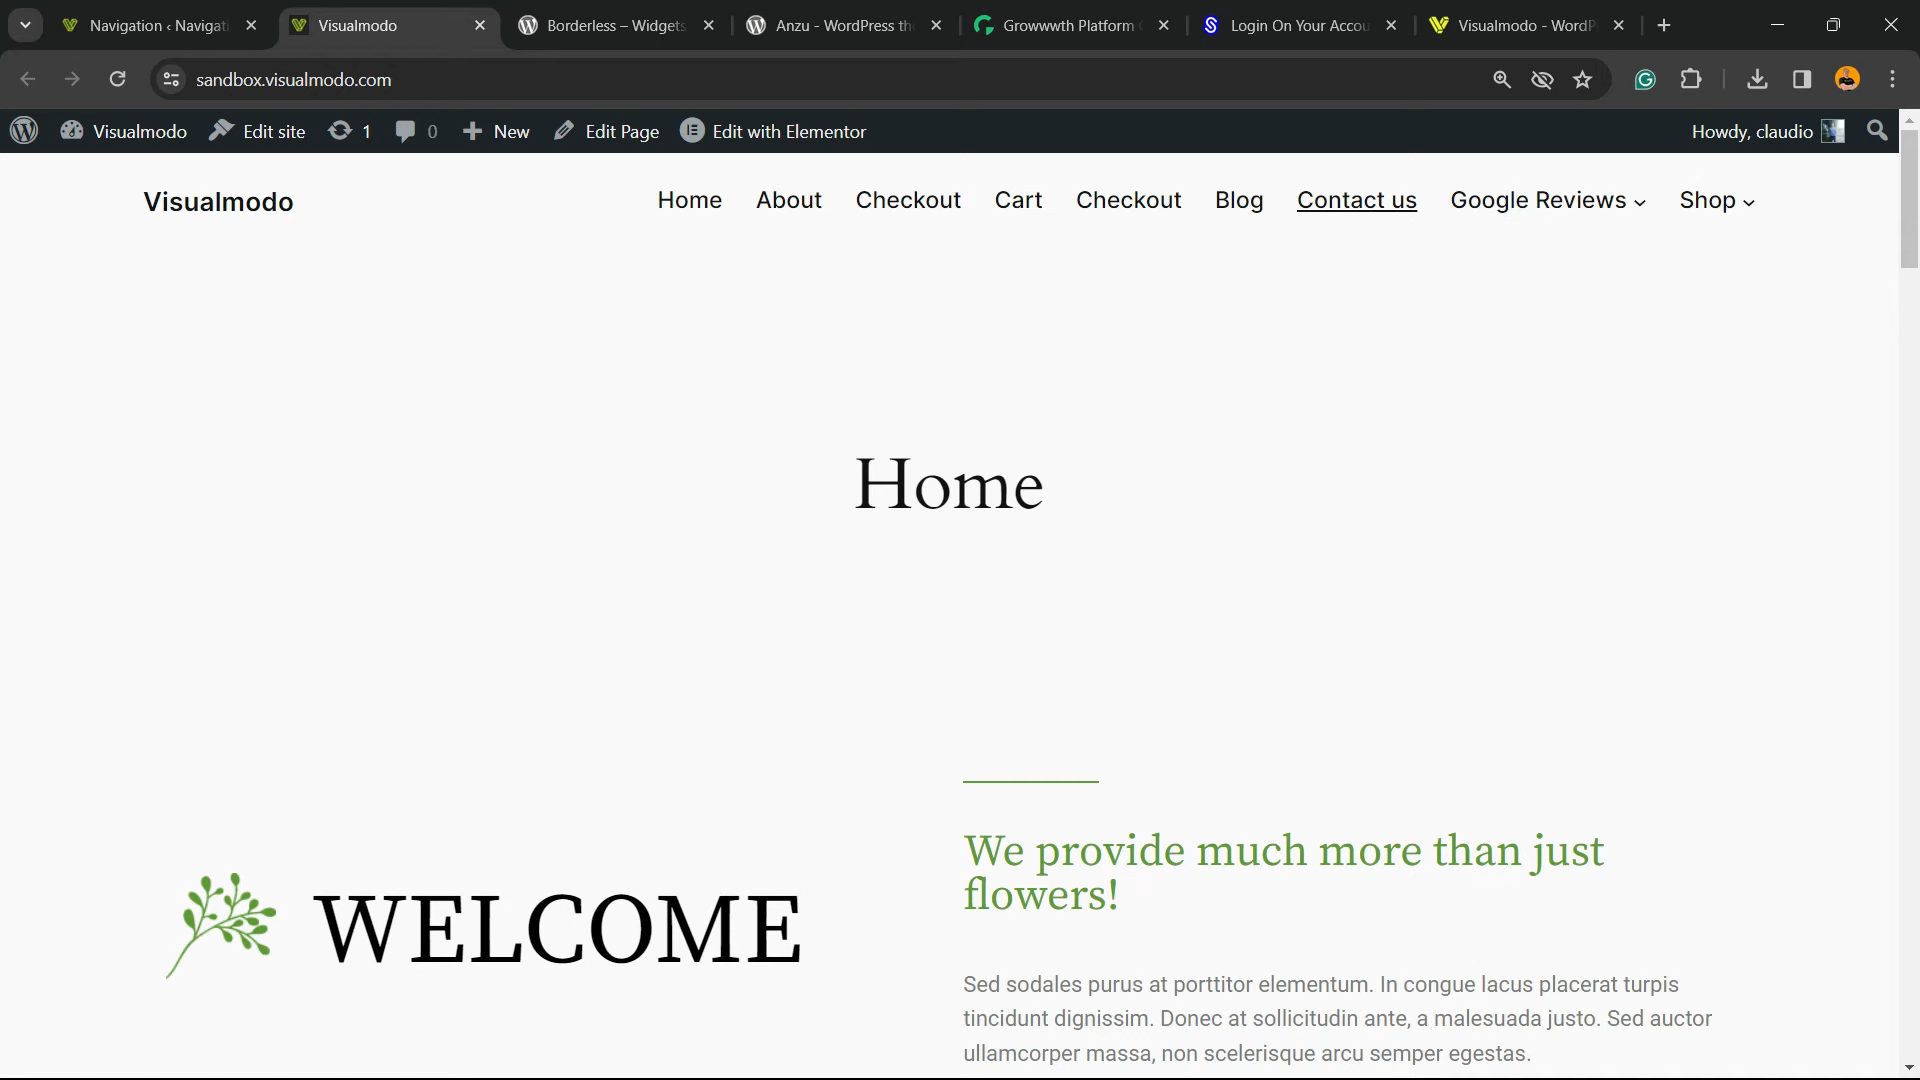 Navigation ‹ Navigati
Visualmodo
Borderless – Widgets,
Anzu - WordPress th
Growwwth Platform
Login On Your Accou
Visualmodo - WordP
sandbox.visualmodo.com
Visualmodo
Edit site
1
0
New
Edit Page
Edit with Elementor
Howdy, claudio
Visualmodo
Home
About
Checkout
Cart
Checkout
Blog
Contact us
Google Reviews
Shop
Home
We provide much more than just
flowers!
WELCOME
Sed sodales purus at porttitor elementum. In congue lacus placerat turpis
tincidunt dignissim. Donec at sollicitudin ante, a malesuada justo. Sed auctor
ullamcorper massa, non scelerisque arcu semper egestas.